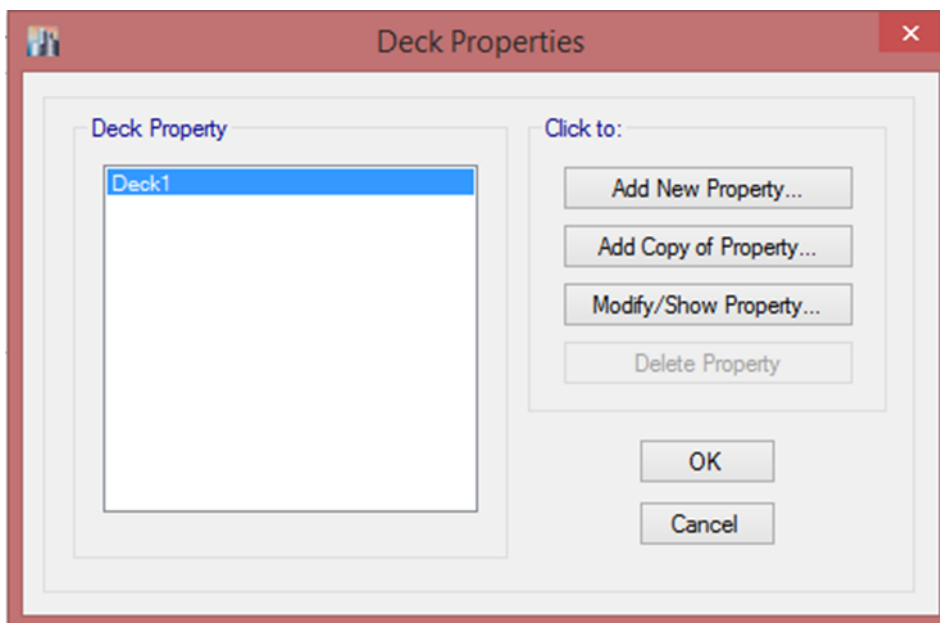 Deck Properties
Deck Property
Deck1
Click to:
Add New Property...
Add Copy of Property...
Modify/Show Property...
Delete Property
OK
Cancel